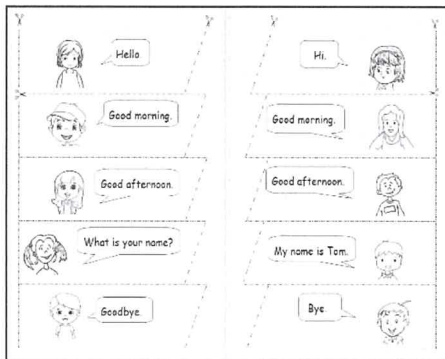 Hello.
Hi.
Good morning.
Good morning.
Good afternoon.
Good afternoon.
What is your name?
My name is Tom.
Goodbye.
Bye.